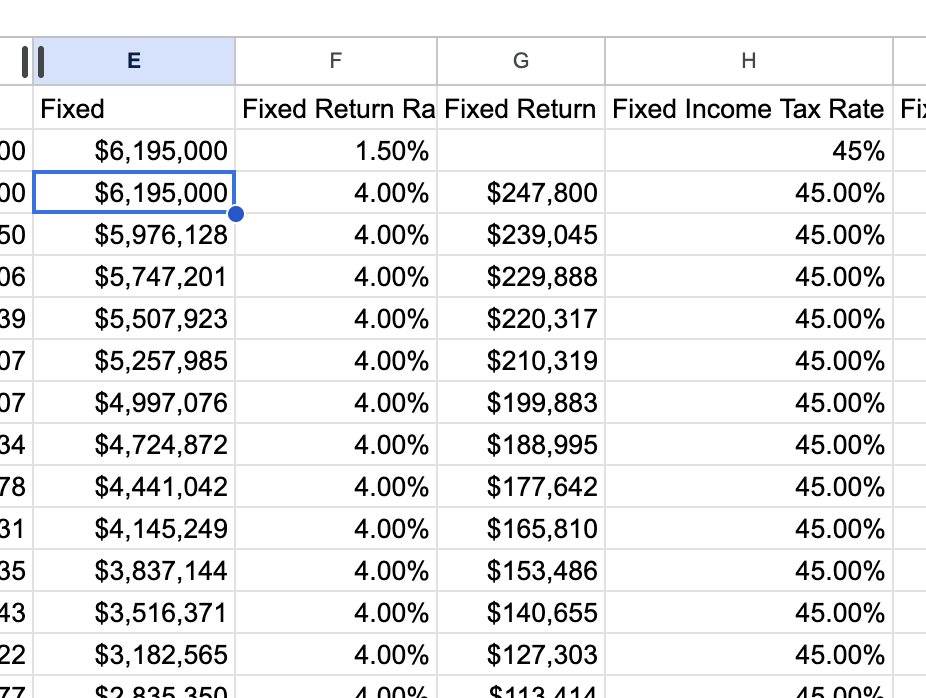 E F G H
Fixed Fixed Return Ra Fixed Return Fixed Income Tax Rate Fix
00 $6,195,000 1.50% 45%
00 $6,195,000 4.00% $247,800 45.00%
50 $5,976,128 4.00% $239,045 45.00%
06 $5,747,201 4.00% $229,888 45.00%
39 $5,507,923 4.00% $220,317 45.00%
07 $5,257,985 4.00% $210,319 45.00%
07 $4,997,076 4.00% $199,883 45.00%
34 $4,724,872 4.00% $188,995 45.00%
78 $4,441,042 4.00% $177,642 45.00%
31 $4,145,249 4.00% $165,810 45.00%
35 $3,837,144 4.00% $153,486 45.00%
43 $3,516,371 4.00% $140,655 45.00%
22 $3,182,565 4.00% $127,303 45.00%
77 $2,835,350 4.00% $113,414 45.00%